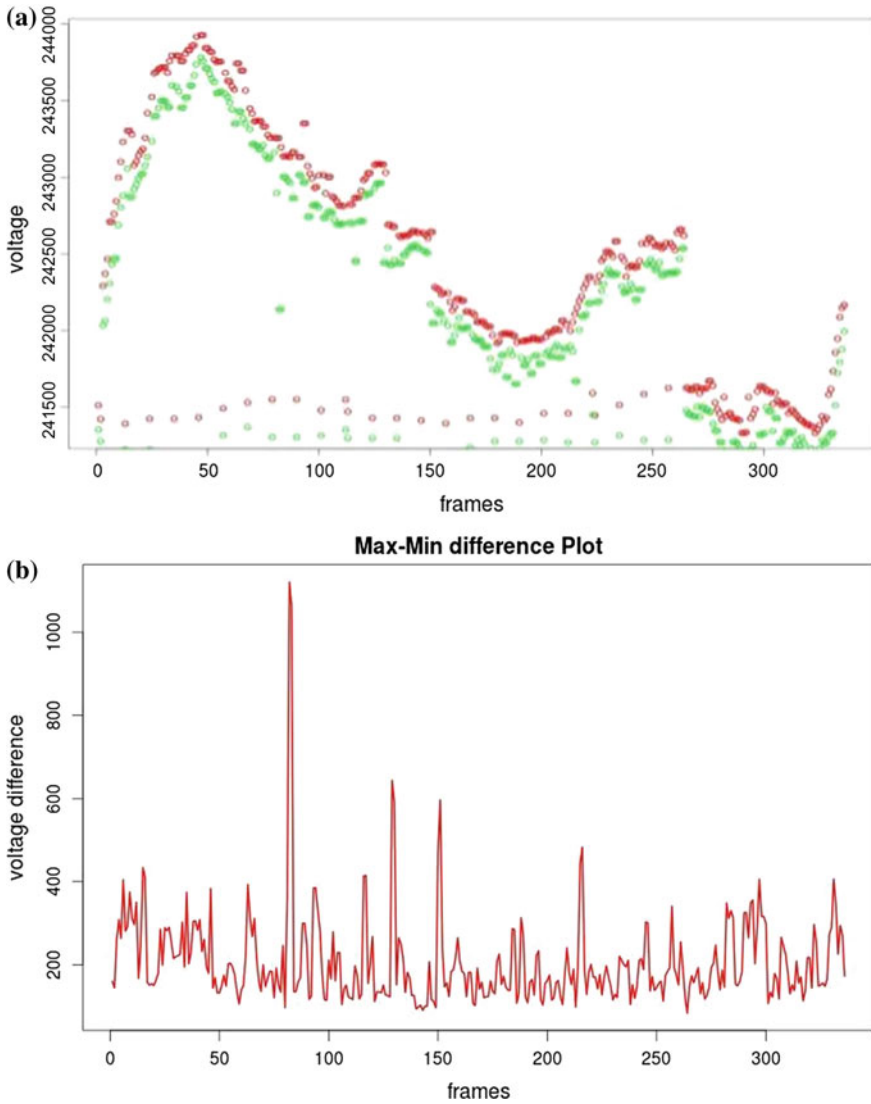 (a)
voltage
244000
243500
243000
242500
242000
241500
0 50 100 150 200 250 300
frames
Max-Min difference Plot
(b)
voltage difference
1000
800
600
400
200
0 50 100 150 200 250 300
frames